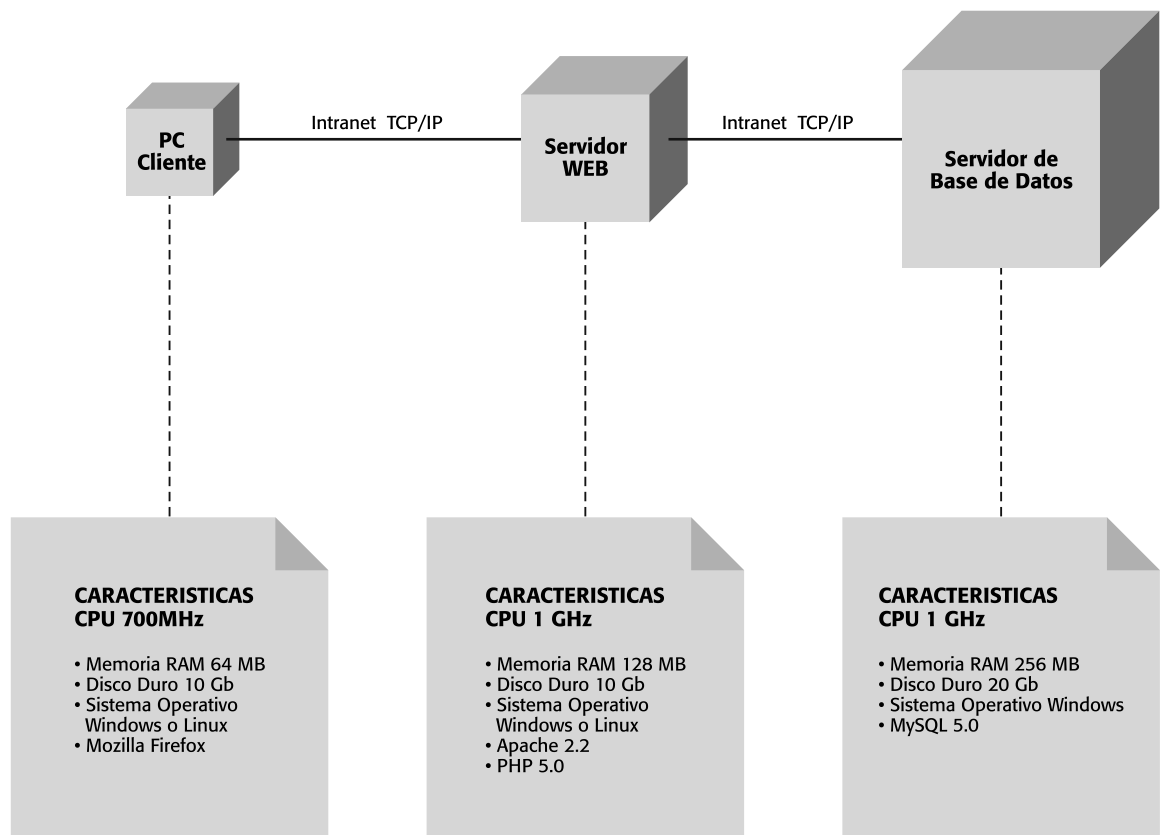 PC
Cliente
Intranet TCP/IP
Servidor
WEB
Intranet TCP/IP
Servidor de
Base de Datos
CARACTERISTICAS
CPU 700MHz
• Memoria RAM 64 MB
• Disco Duro 10 Gb
• Sistema Operativo
Windows o Linux
• Mozilla Firefox
CARACTERISTICAS
CPU 1 GHz
• Memoria RAM 128 MB
• Disco Duro 10 Gb
• Sistema Operativo
Windows o Linux
• Apache 2.2
• PHP 5.0
CARACTERISTICAS
CPU 1 GHz
• Memoria RAM 256 MB
• Disco Duro 20 Gb
• Sistema Operativo Windows
• MySQL 5.0